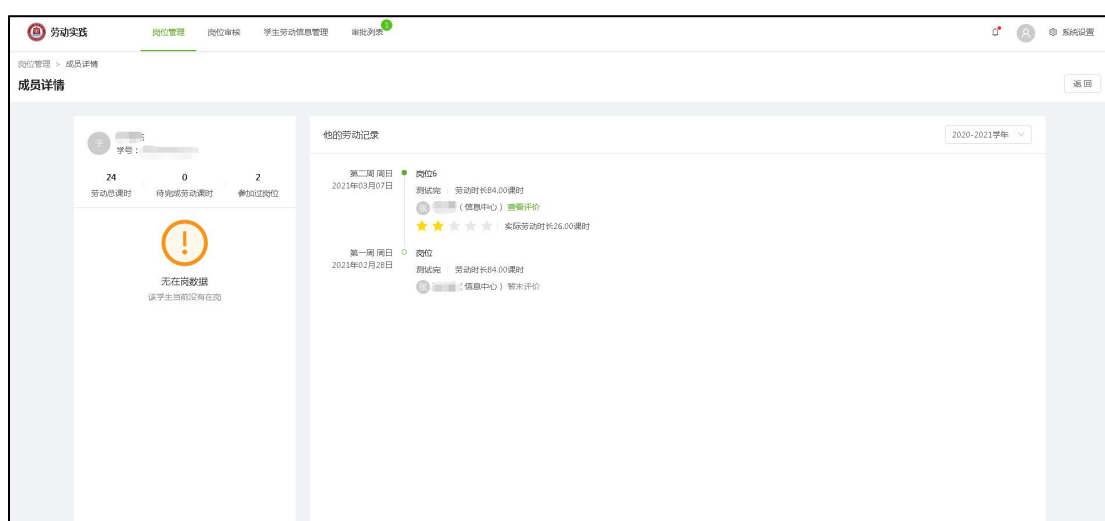 劳动实践
岗位管理 岗位审核 学生劳动信息管理 审批列表 1
系统设置
岗位管理 > 成员详情
成员详情
返回
于
学号：
24 0 2
劳动总课时 待完成劳动课时 参加过岗位
!
无在岗数据
该学生当前没有在岗
他的劳动记录
2020-2021学年
第二周 周日 岗位6
2021年03月07日
测试完 劳动时长84.00课时
张 （信息中心） 查看评价
实际劳动时长26.00课时
第一周 周日 岗位
2021年02月28日
测试完 劳动时长84.00课时
张 （信息中心） 暂未评价